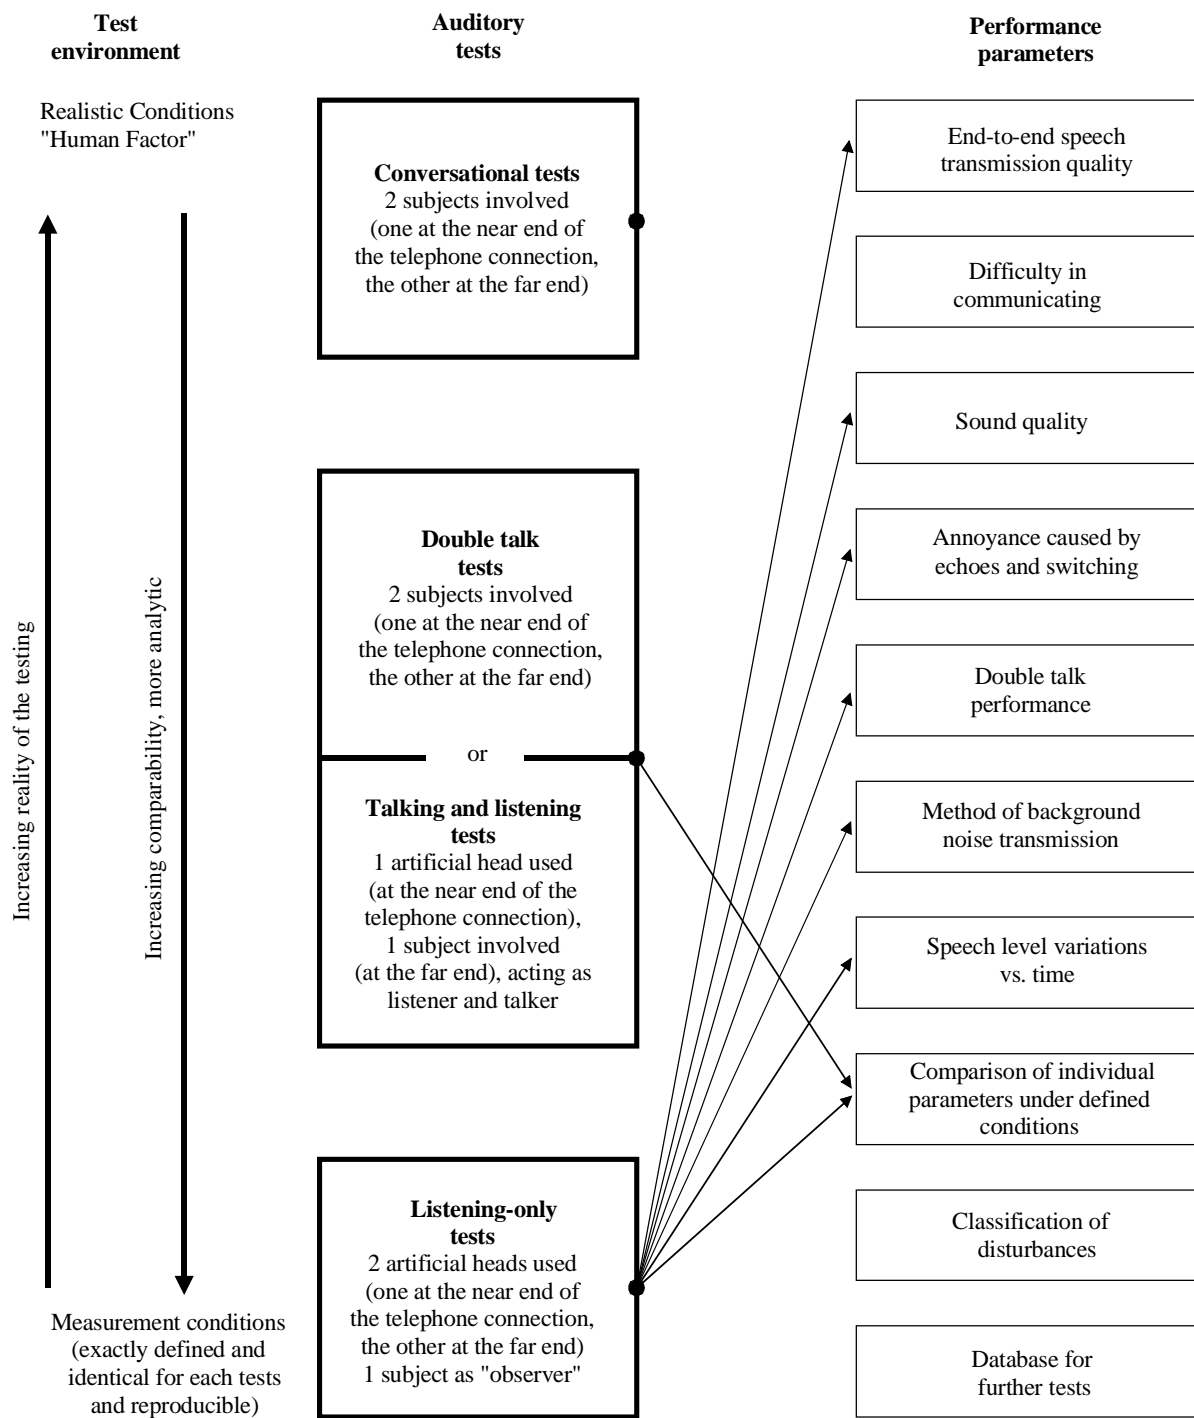 Test
environment
Auditory
tests
Performance
parameters
Realistic Conditions
"Human Factor"
Increasing reality of the testing
Increasing comparability, more analytic
Measurement conditions
(exactly defined and
identical for each tests
and reproducible)
Conversational tests
2 subjects involved
(one at the near end of
the telephone connection,
the other at the far end)
Double talk
tests
2 subjects involved
(one at the near end of
the telephone connection,
the other at the far end)
or
Talking and listening
tests
1 artificial head used
(at the near end of the
telephone connection),
1 subject involved
(at the far end), acting as
listener and talker
Listening-only
tests
2 artificial heads used
(one at the near end of
the telephone connection,
the other at the far end)
1 subject as "observer"
End-to-end speech
transmission quality
Difficulty in
communicating
Sound quality
Annoyance caused by
echoes and switching
Double talk
performance
Method of background
noise transmission
Speech level variations
vs. time
Comparison of individual
parameters under defined
conditions
Classification of
disturbances
Database for
further tests